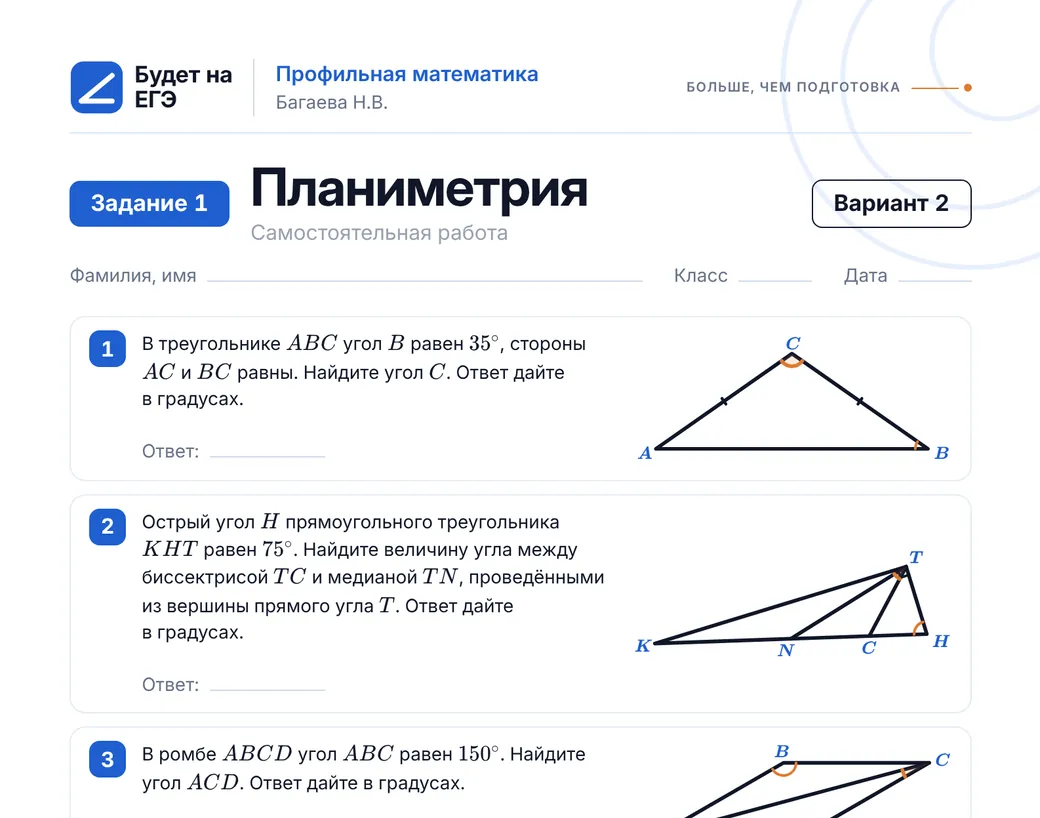 Будет на
ЕГЭ
Профильная математика
Багаева Н.В.
БОЛЬШЕ, ЧЕМ ПОДГОТОВКА
Задание 1
Планиметрия
Самостоятельная работа
Вариант 2
Фамилия, имя
Класс
Дата
1
В треугольнике ABC угол B равен 35°, стороны
AC и BC равны. Найдите угол C. Ответ дайте
в градусах.
Ответ:
C
A
B
2
Острый угол H прямоугольного треугольника
KHT равен 75°. Найдите величину угла между
биссектрисой TC и медианой TN, проведёнными
из вершины прямого угла T. Ответ дайте
в градусах.
Ответ:
T
K
N
C
H
3
В ромбе ABCD угол ABC равен 150°. Найдите
угол ACD. Ответ дайте в градусах.
B
C